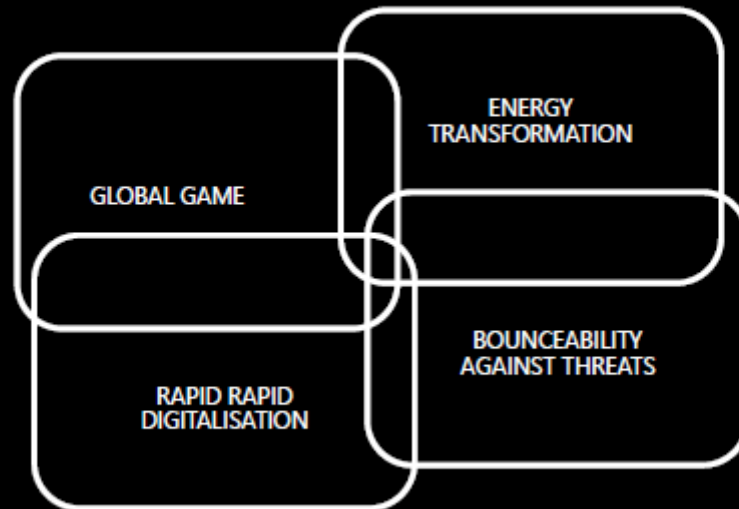 ENERGY
TRANSFORMATION
GLOBAL GAME
BOUNCEABILITY
AGAINST THREATS
RAPID RAPID
DIGITALISATION